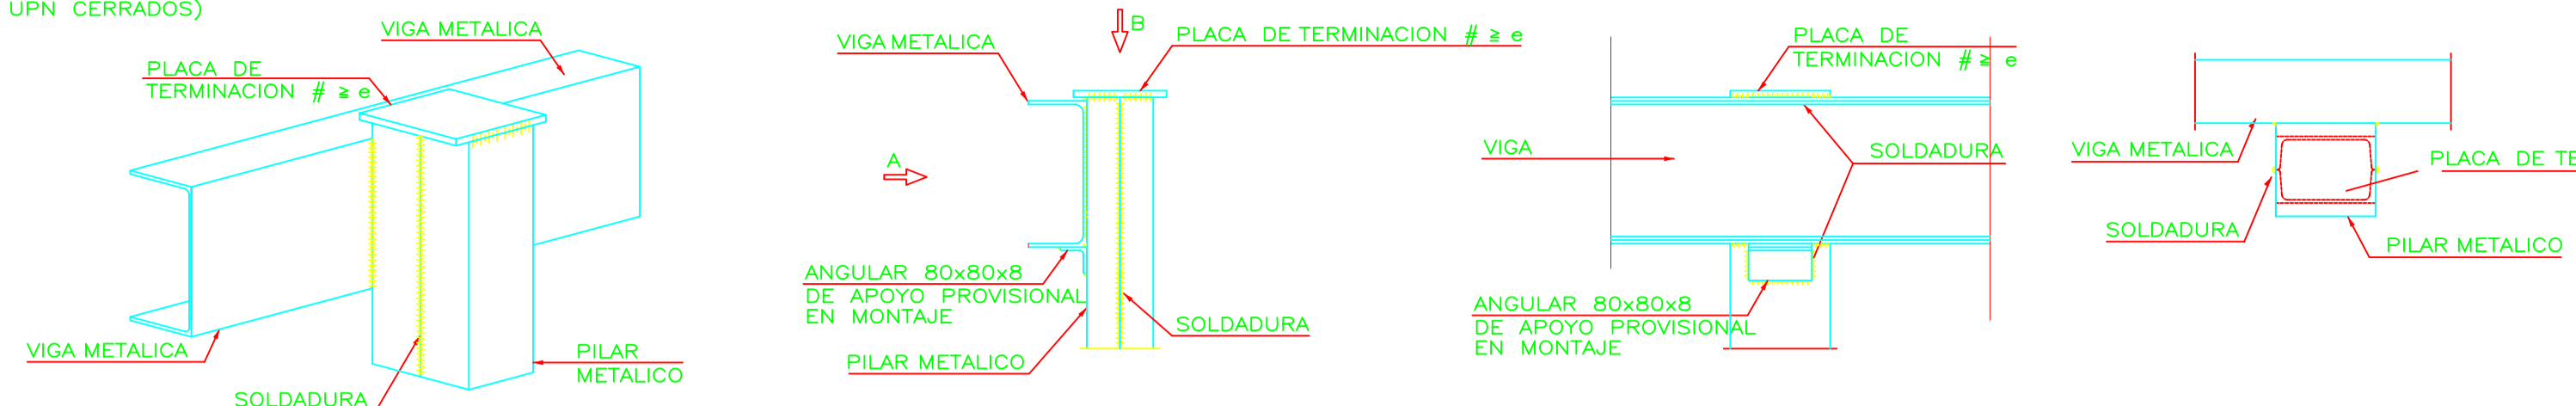 UPN CERRADOS)
VIGA METALICA
PLACA DE
TERMINACION # ≥ e
VIGA METALICA
SOLDADURA
PILAR
METALICO
B
VIGA METALICA
PLACA DE TERMINACION # ≥ e
A
ANGULAR 80x80x8
DE APOYO PROVISIONAL
EN MONTAJE
SOLDADURA
PILAR METALICO
PLACA DE
TERMINACION # ≥ e
VIGA
SOLDADURA
ANGULAR 80x80x8
DE APOYO PROVISIONAL
EN MONTAJE
VIGA METALICA
PLACA DE TE
SOLDADURA
PILAR METALICO